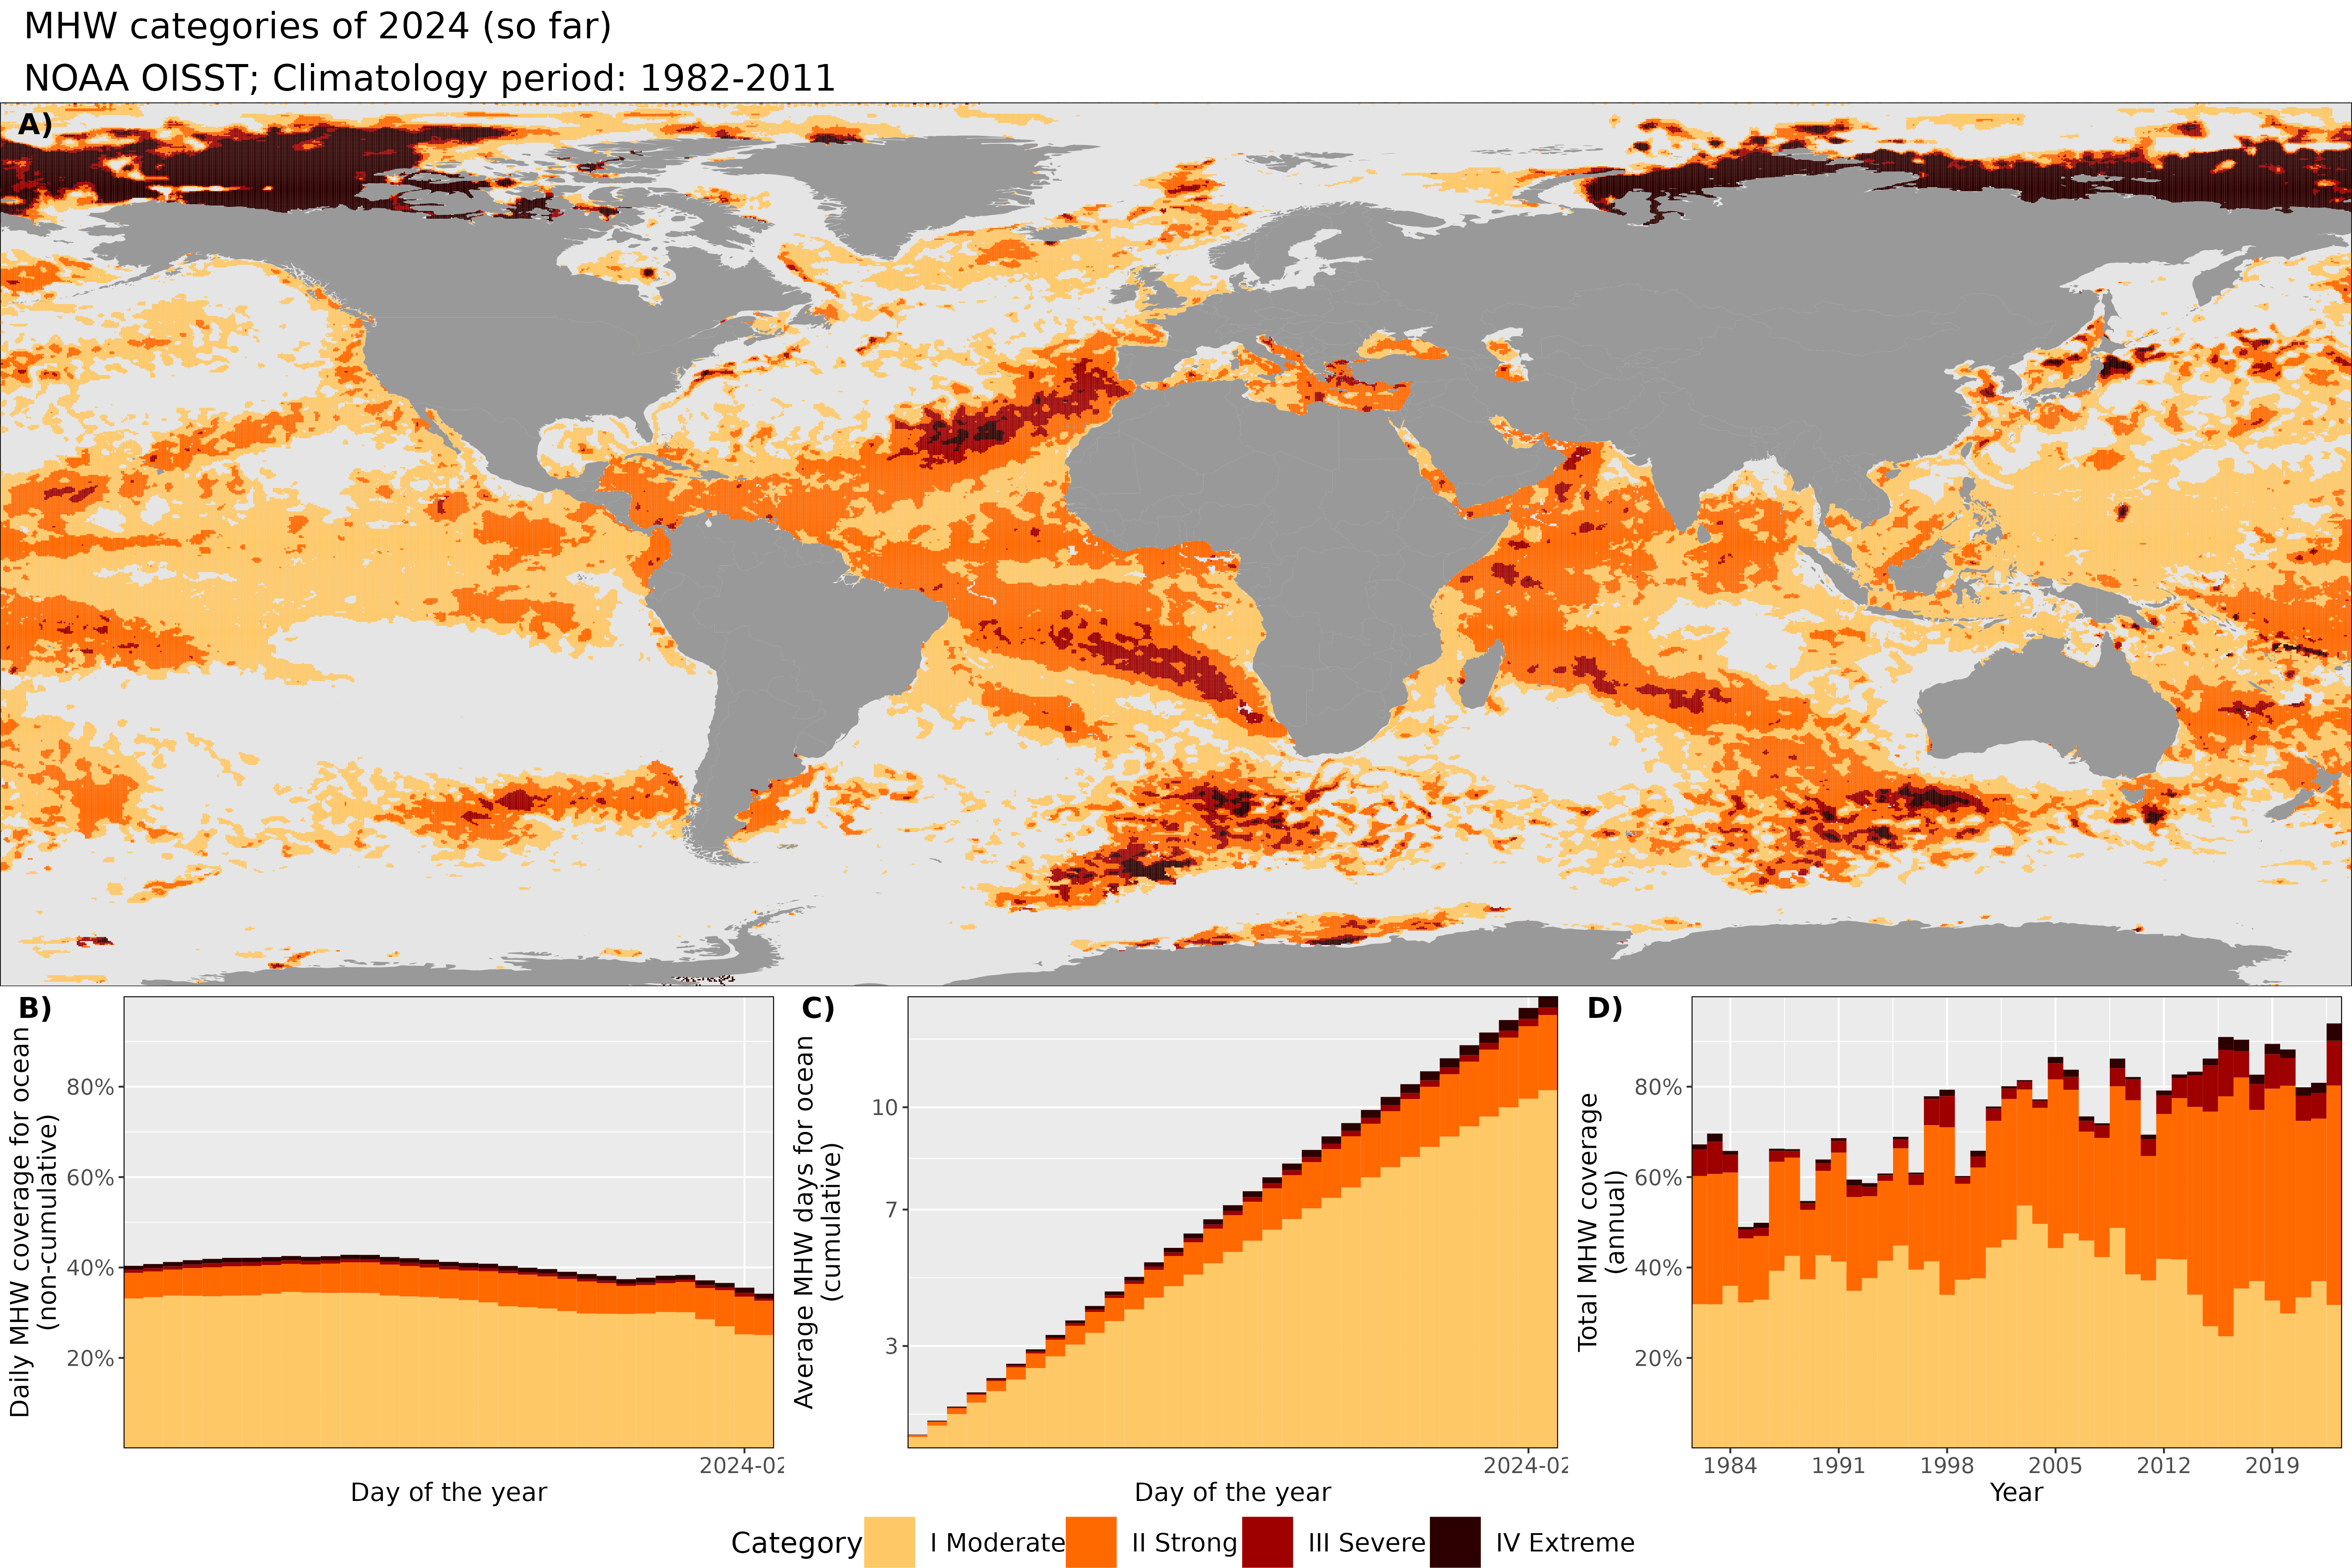 MHW categories of 2024 (so far)
NOAA OISST; Climatology period: 1982-2011
A)
B)
Daily MHW coverage for ocean
(non-cumulative)
80%
60%
40%
20%
2024-02
Day of the year
C)
Average MHW days for ocean
(cumulative)
10
7
3
2024-02
Day of the year
D)
Total MHW coverage
(annual)
80%
60%
40%
20%
1984 1991 1998 2005 2012 2019
Year
Category I Moderate II Strong III Severe IV Extreme